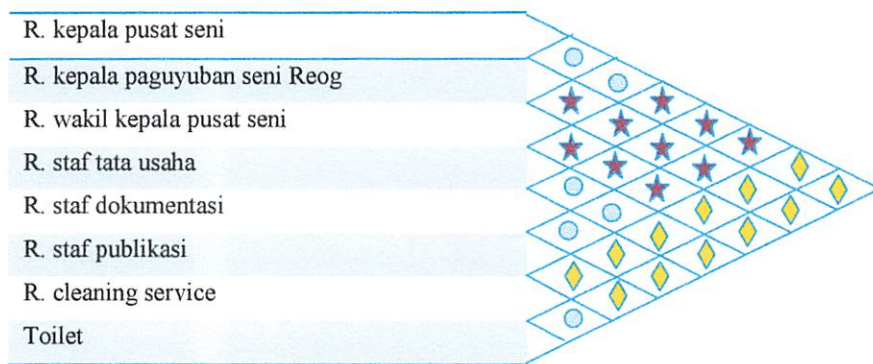 R. kepala pusat seni
R. kepala paguyuban seni Reog
R. wakil kepala pusat seni
R. staf tata usaha
R. staf dokumentasi
R. staf publikasi
R. cleaning service
Toilet